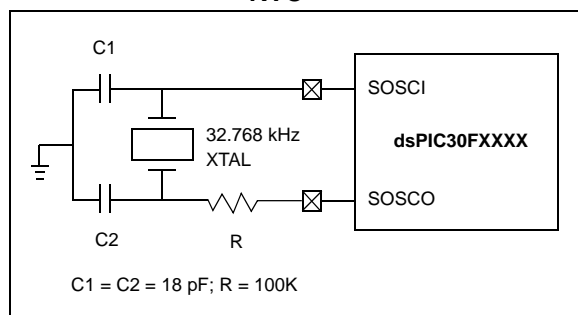 C1
SOSCI
32.768 kHz
XTAL
dsPIC30FXXXX
SOSCO
C2
R
C1 = C2 = 18 pF; R = 100K